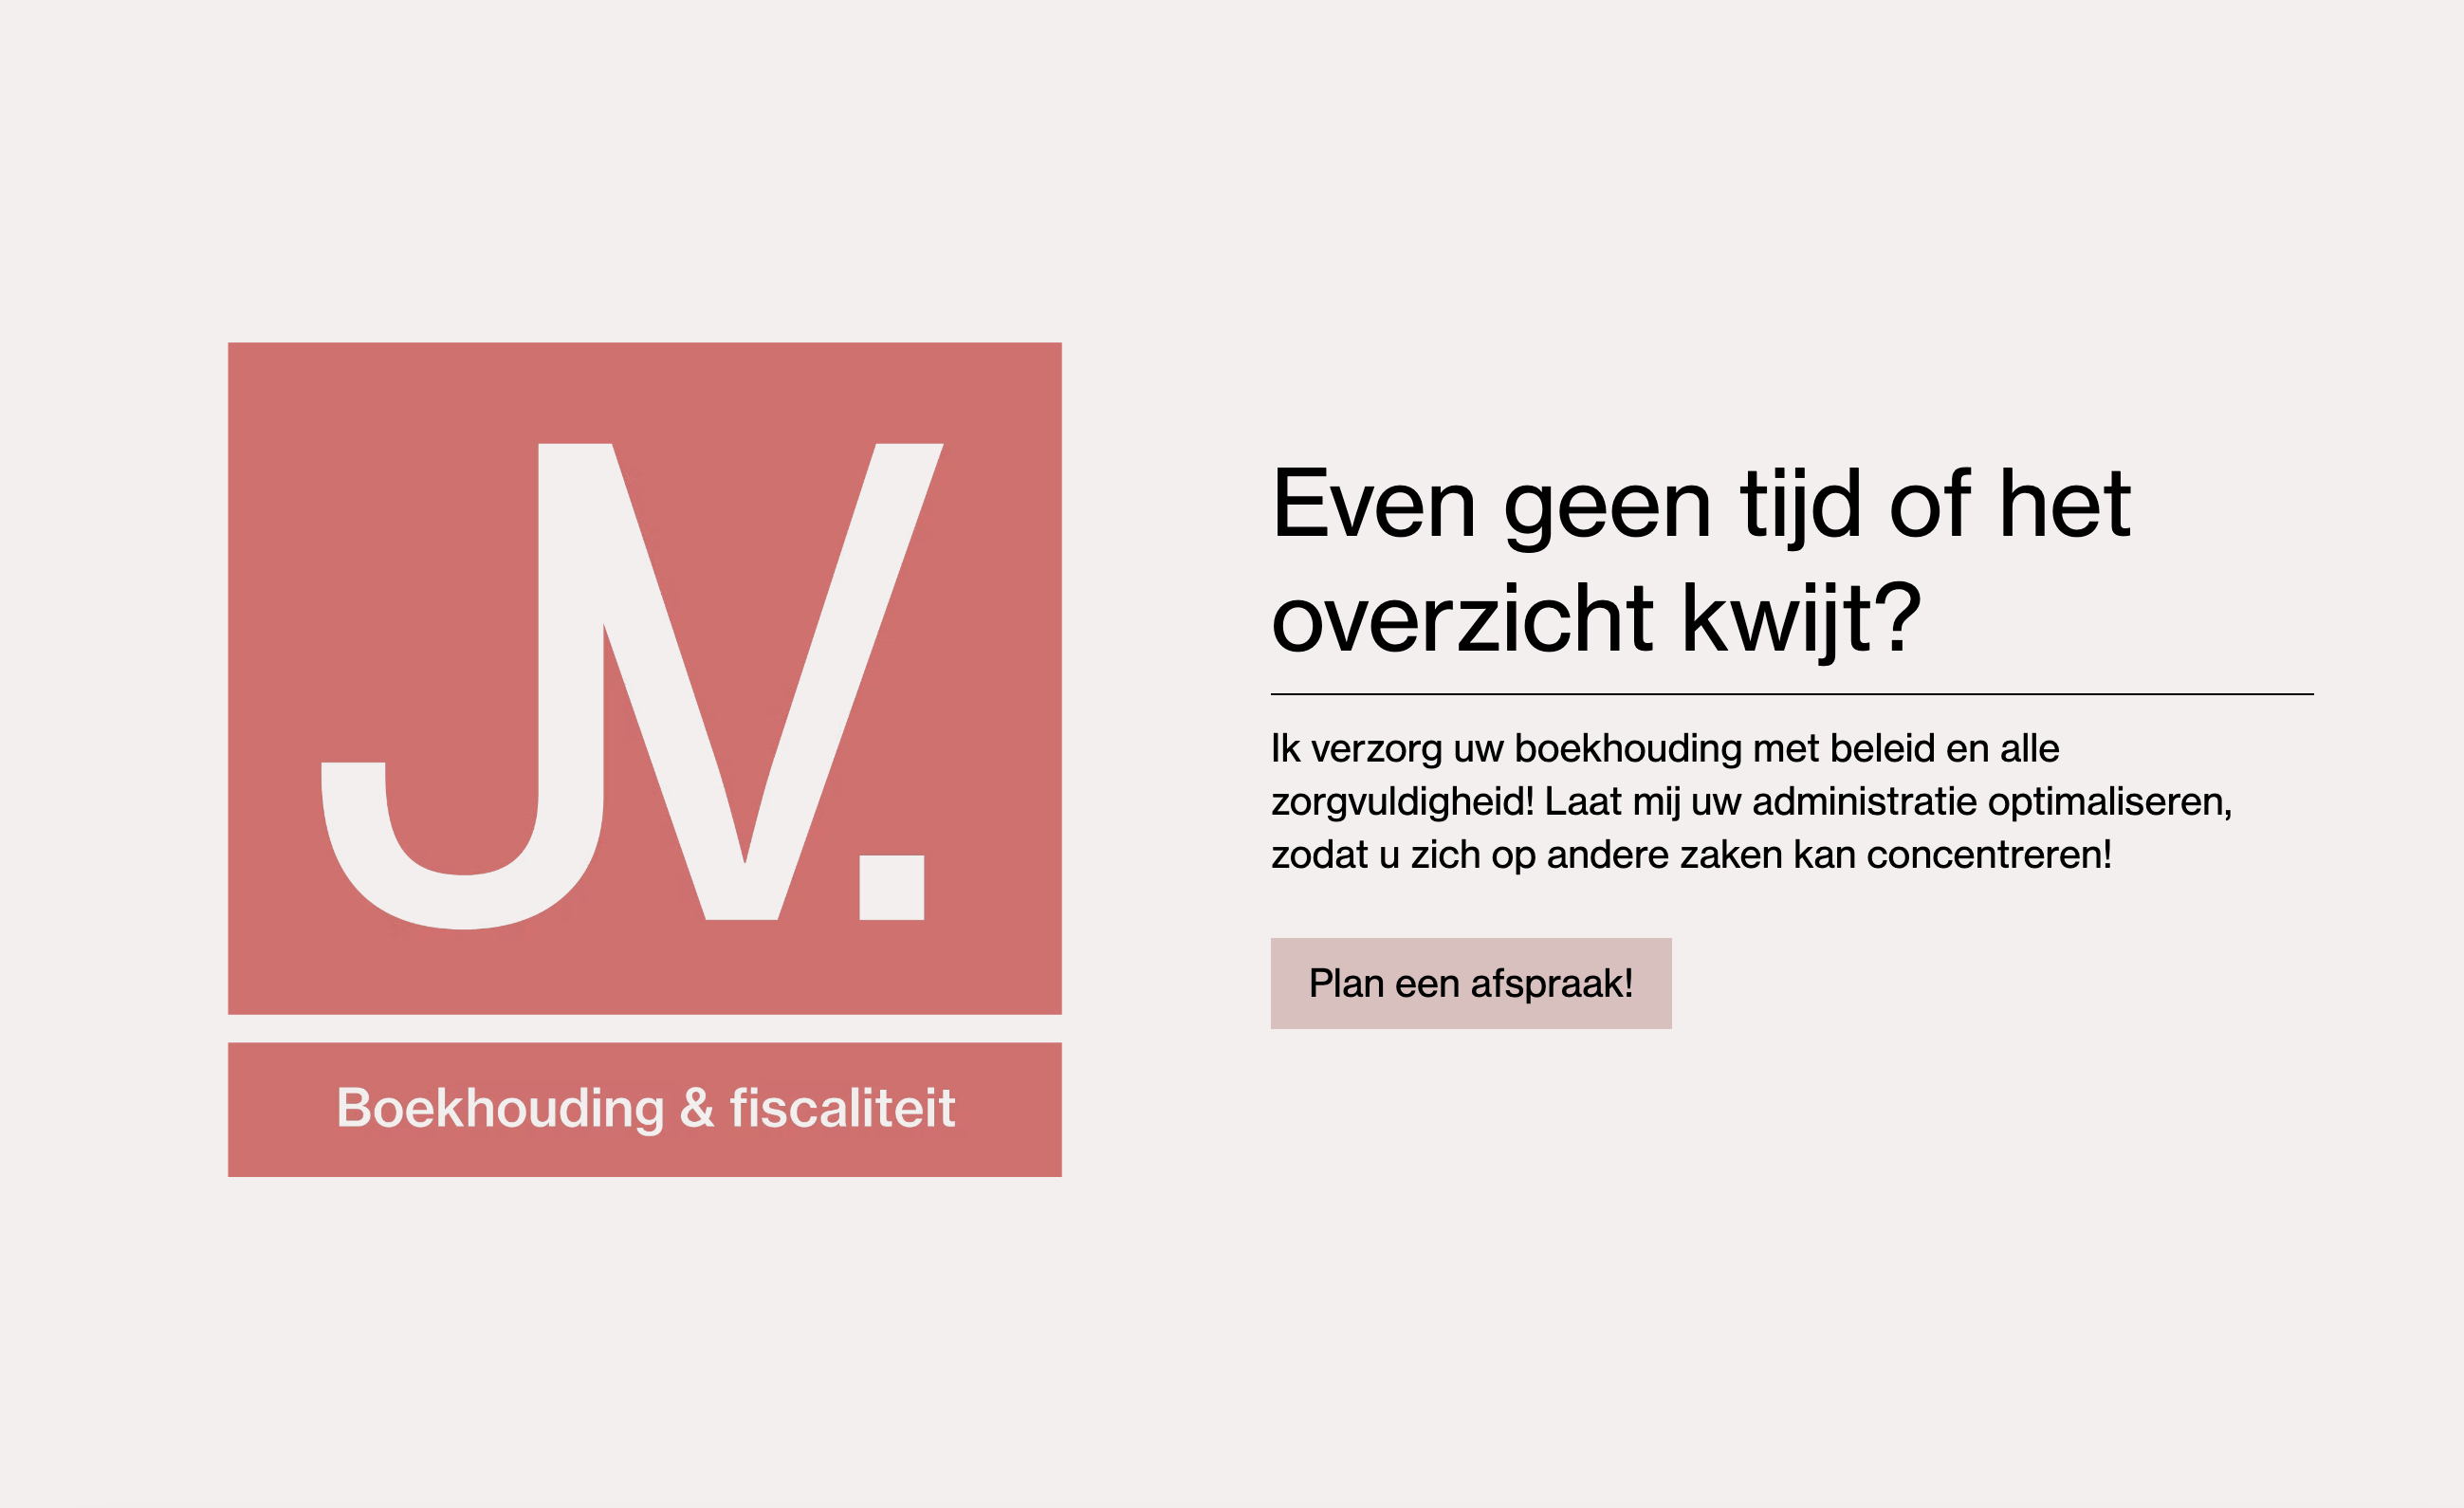 JV.
Boekhouding & fiscaliteit
Even geen tijd of het
overzicht kwijt?
Ik verzorg uw boekhouding met beleid en alle
zorgvuldigheid! Laat mij uw administratie optimaliseren,
zodat u zich op andere zaken kan concentreren!
Plan een afspraak!